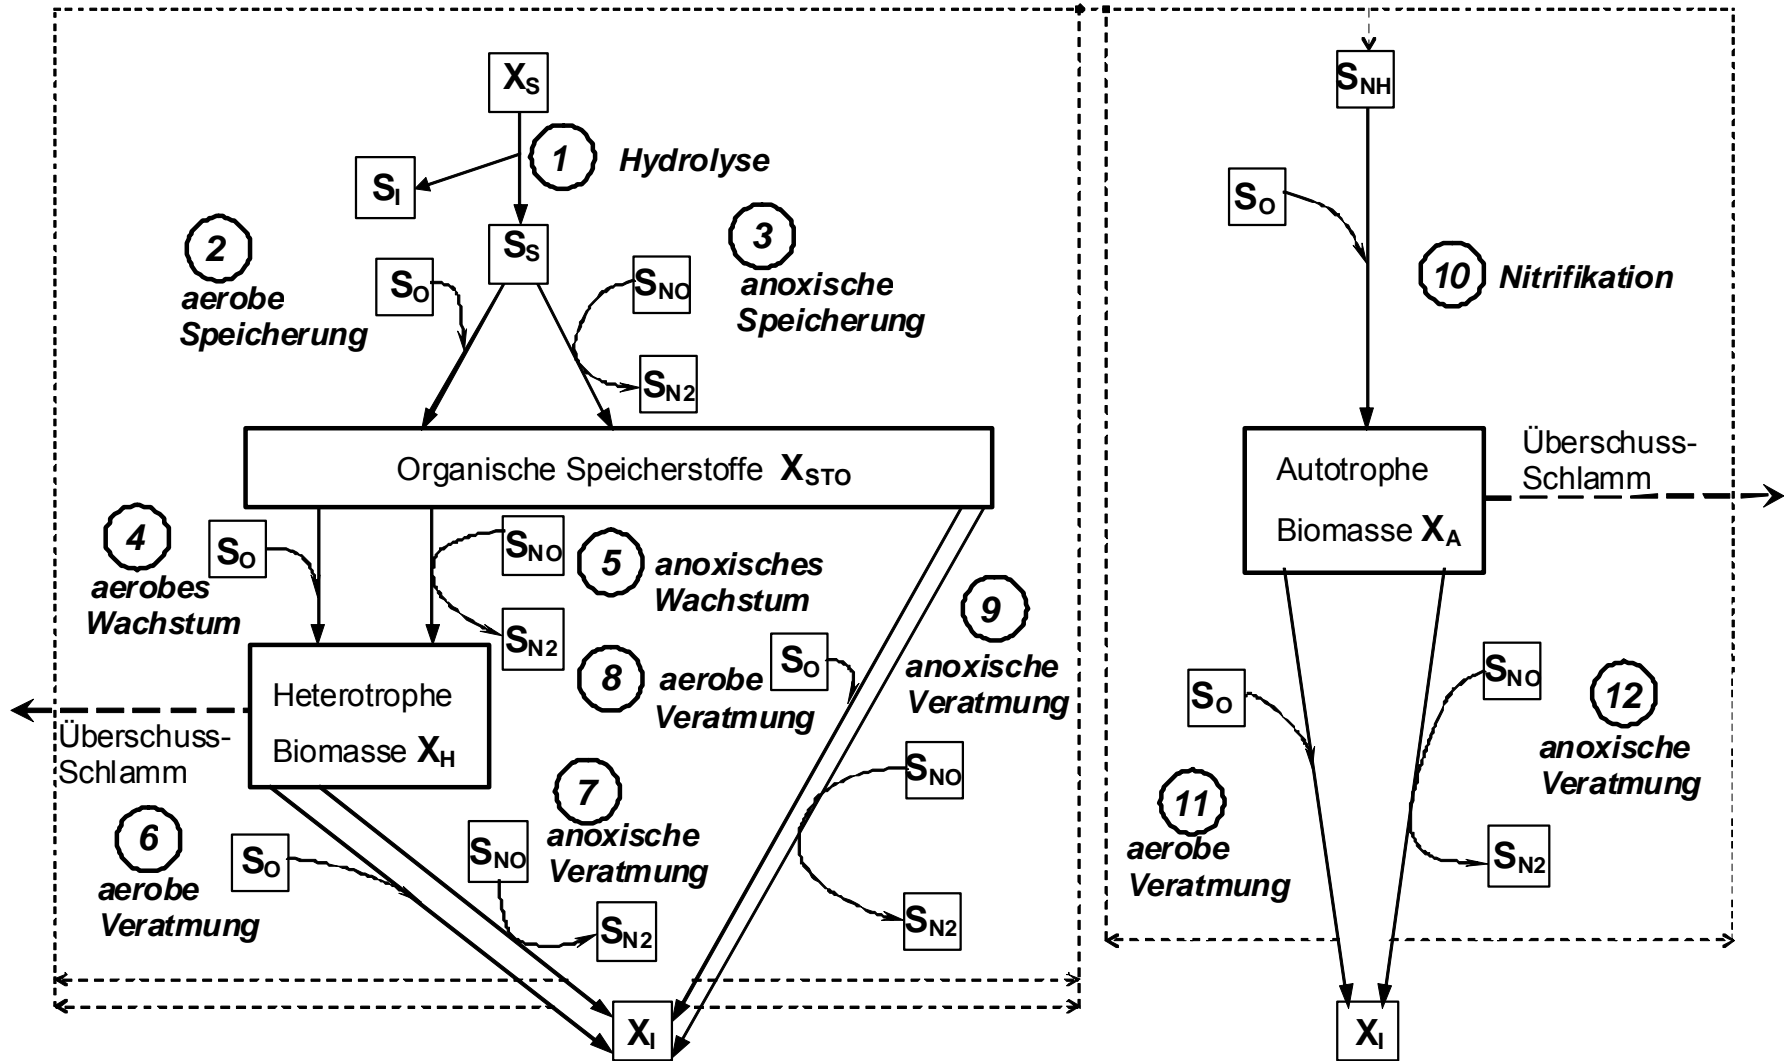 X_S
1 Hydrolyse
S_I
2
aerobe
Speicherung
S_S
S_O
S_NO
3
anoxische
Speicherung
S_N2
Organische Speicherstoffe X_STO
4
aerobes
Wachstum
S_O
S_NO
5
anoxisches
Wachstum
S_N2
8
aerobe
Veratmung
S_O
9
anoxische
Veratmung
Heterotrophe
Biomasse X_H
Überschuss-
Schlamm
6
aerobe
Veratmung
S_O
S_NO
7
anoxische
Veratmung
S_N2
S_NO
S_N2
X_I
S_NH
S_O
10 Nitrifikation
Autotrophe
Biomasse X_A
Überschuss-
Schlamm
S_O
11
aerobe
Veratmung
S_NO
12
anoxische
Veratmung
S_N2
X_I